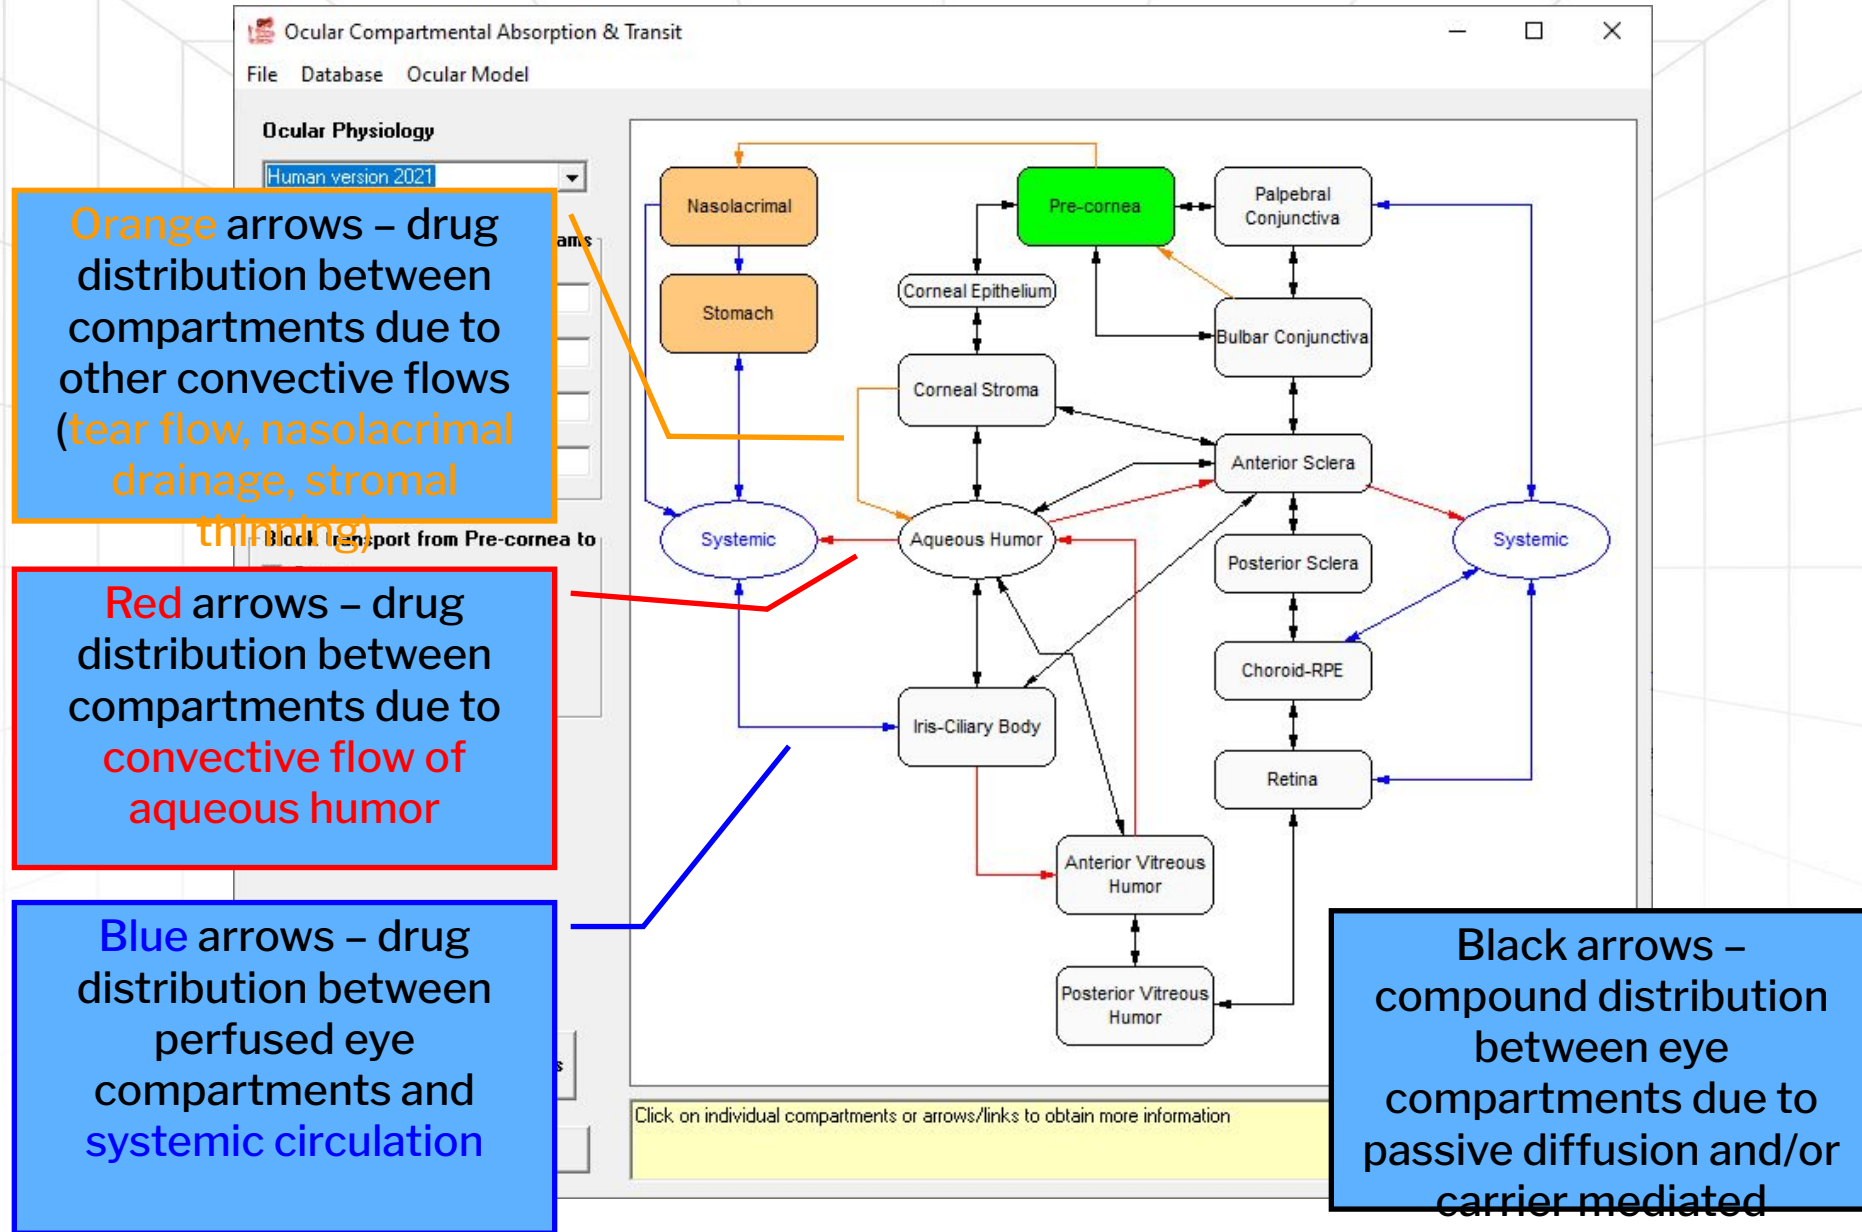 Ocular Compartmental Absorption & Transit
File Database Ocular Model
Ocular Physiology
Human version 2021
Orange arrows – drug
distribution between
compartments due to
other convective flows
(tear flow, nasolacrimal
drainage, stromal
thinning)
Block transport from Pre-cornea to
Red arrows – drug
distribution between
compartments due to
convective flow of
aqueous humor
Blue arrows – drug
distribution between
perfused eye
compartments and
systemic circulation
Nasolacrimal
Pre-cornea
Palpebral
Conjunctiva
Stomach
Corneal Epithelium
Bulbar Conjunctiva
Corneal Stroma
Anterior Sclera
Systemic
Aqueous Humor
Posterior Sclera
Systemic
Choroid-RPE
Iris-Ciliary Body
Retina
Anterior Vitreous
Humor
Posterior Vitreous
Humor
Click on individual compartments or arrows/links to obtain more information
Black arrows –
compound distribution
between eye
compartments due to
passive diffusion and/or
carrier mediated